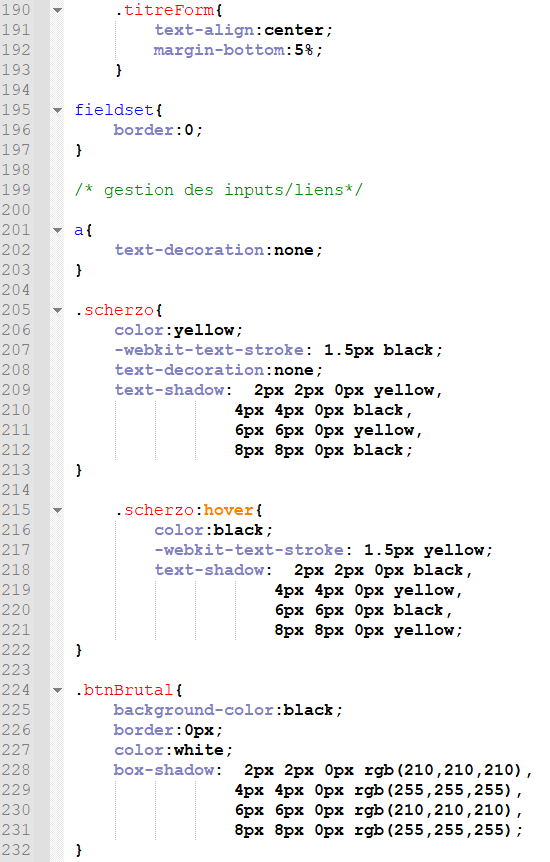 190 .titreForm{
191 text-align:center;
192 margin-bottom:5%;
193 }
194
195 fieldset{
196 border:0;
197 }
198
199 /* gestion des inputs/liens*/
200
201 a{
202 text-decoration:none;
203 }
204
205 .scherzo{
206 color:yellow;
207 -webkit-text-stroke: 1.5px black;
208 text-decoration:none;
209 text-shadow: 2px 2px 0px yellow,
210 4px 4px 0px black,
211 6px 6px 0px yellow,
212 8px 8px 0px black;
213 }
214
215 .scherzo:hover{
216 color:black;
217 -webkit-text-stroke: 1.5px yellow;
218 text-shadow: 2px 2px 0px black,
219 4px 4px 0px yellow,
220 6px 6px 0px black,
221 8px 8px 0px yellow;
222 }
223
224 .btnBrutal{
225 background-color:black;
226 border:0px;
227 color:white;
228 box-shadow: 2px 2px 0px rgb(210,210,210),
229 4px 4px 0px rgb(255,255,255),
230 6px 6px 0px rgb(210,210,210),
231 8px 8px 0px rgb(255,255,255);
232 }